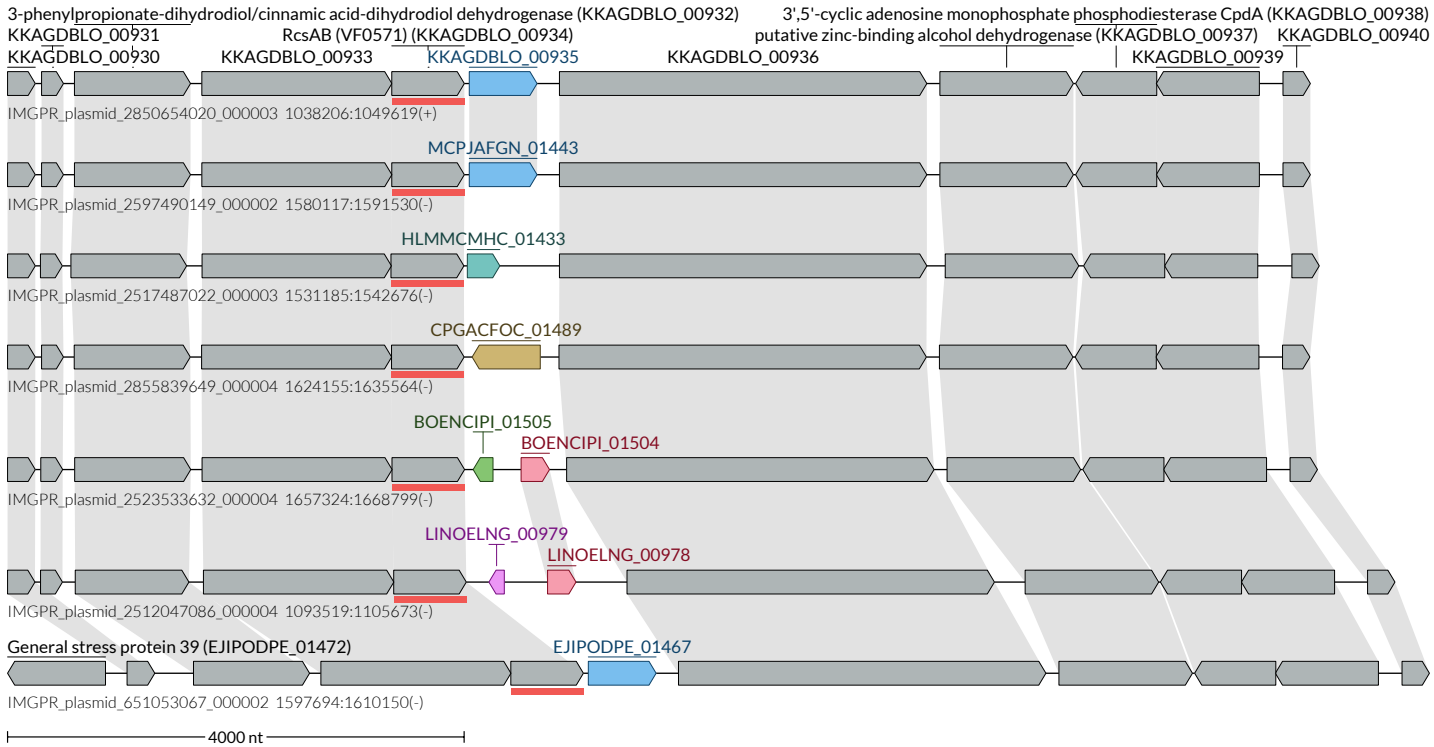 3-phenylpropionate-dihydrodiol/cinnamic acid-dihydrodiol dehydrogenase (KKAGDBLO_00932) 3',5'-cyclic adenosine monophosphate phosphodiesterase CpdA (KKAGDBLO_00938)
KKAGDBLO_00931 RcsAB (VF0571) (KKAGDBLO_00934) putative zinc-binding alcohol dehydrogenase (KKAGDBLO_00937) KKAGDBLO_00940
KKAGDBLO_00930 KKAGDBLO_00933 KKAGDBLO_00935 KKAGDBLO_00936 KKAGDBLO_00939
IMGPR_plasmid_2850654020_000003 1038206:1049619(+)
MCPJAFGN_01443
IMGPR_plasmid_2597490149_000002 1580117:1591530(-)
HLMMCMHC_01433
IMGPR_plasmid_2517487022_000003 1531185:1542676(-)
CPGACFOC_01489
IMGPR_plasmid_2855839649_000004 1624155:1635564(-)
BOENCIPI_01505
BOENCIPI_01504
IMGPR_plasmid_2523533632_000004 1657324:1668799(-)
LINOELNG_00979
LINOELNG_00978
IMGPR_plasmid_2512047086_000004 1093519:1105673(-)
General stress protein 39 (EJIPODPE_01472) EJIPODPE_01467
IMGPR_plasmid_651053067_000002 1597694:1610150(-)
4000 nt